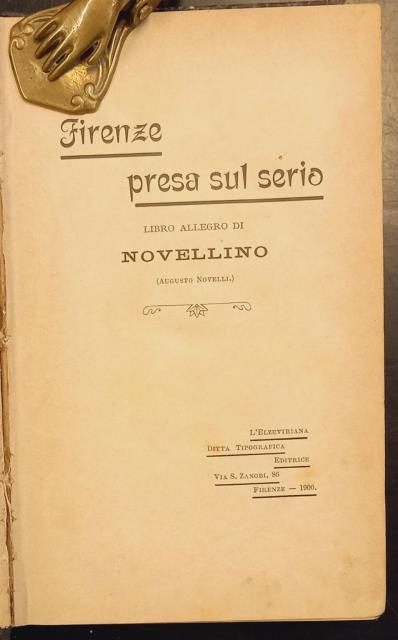 Firenze
presa sul serio
LIBRO ALLEGRO DI
NOVELLINO
(AUGUSTO NOVELLI.)
L'ELZEVIRIANA
DITTA TIPOGRAFICA
EDITRICE
VIA S. ZANOBI, 86
FIRENZE — 1900.